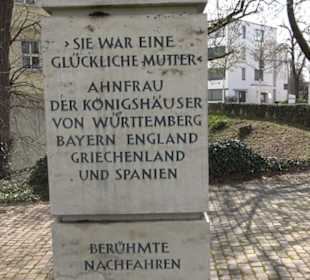 ›SIE WAR EINE
GLÜCKLICHE MUTTER‹
AHNFRAU
DER KÖNIGSHÄUSER
VON WÜRTTEMBERG
BAYERN ENGLAND
GRIECHENLAND
UND SPANIEN
BERÜHMTE
NACHFAHREN